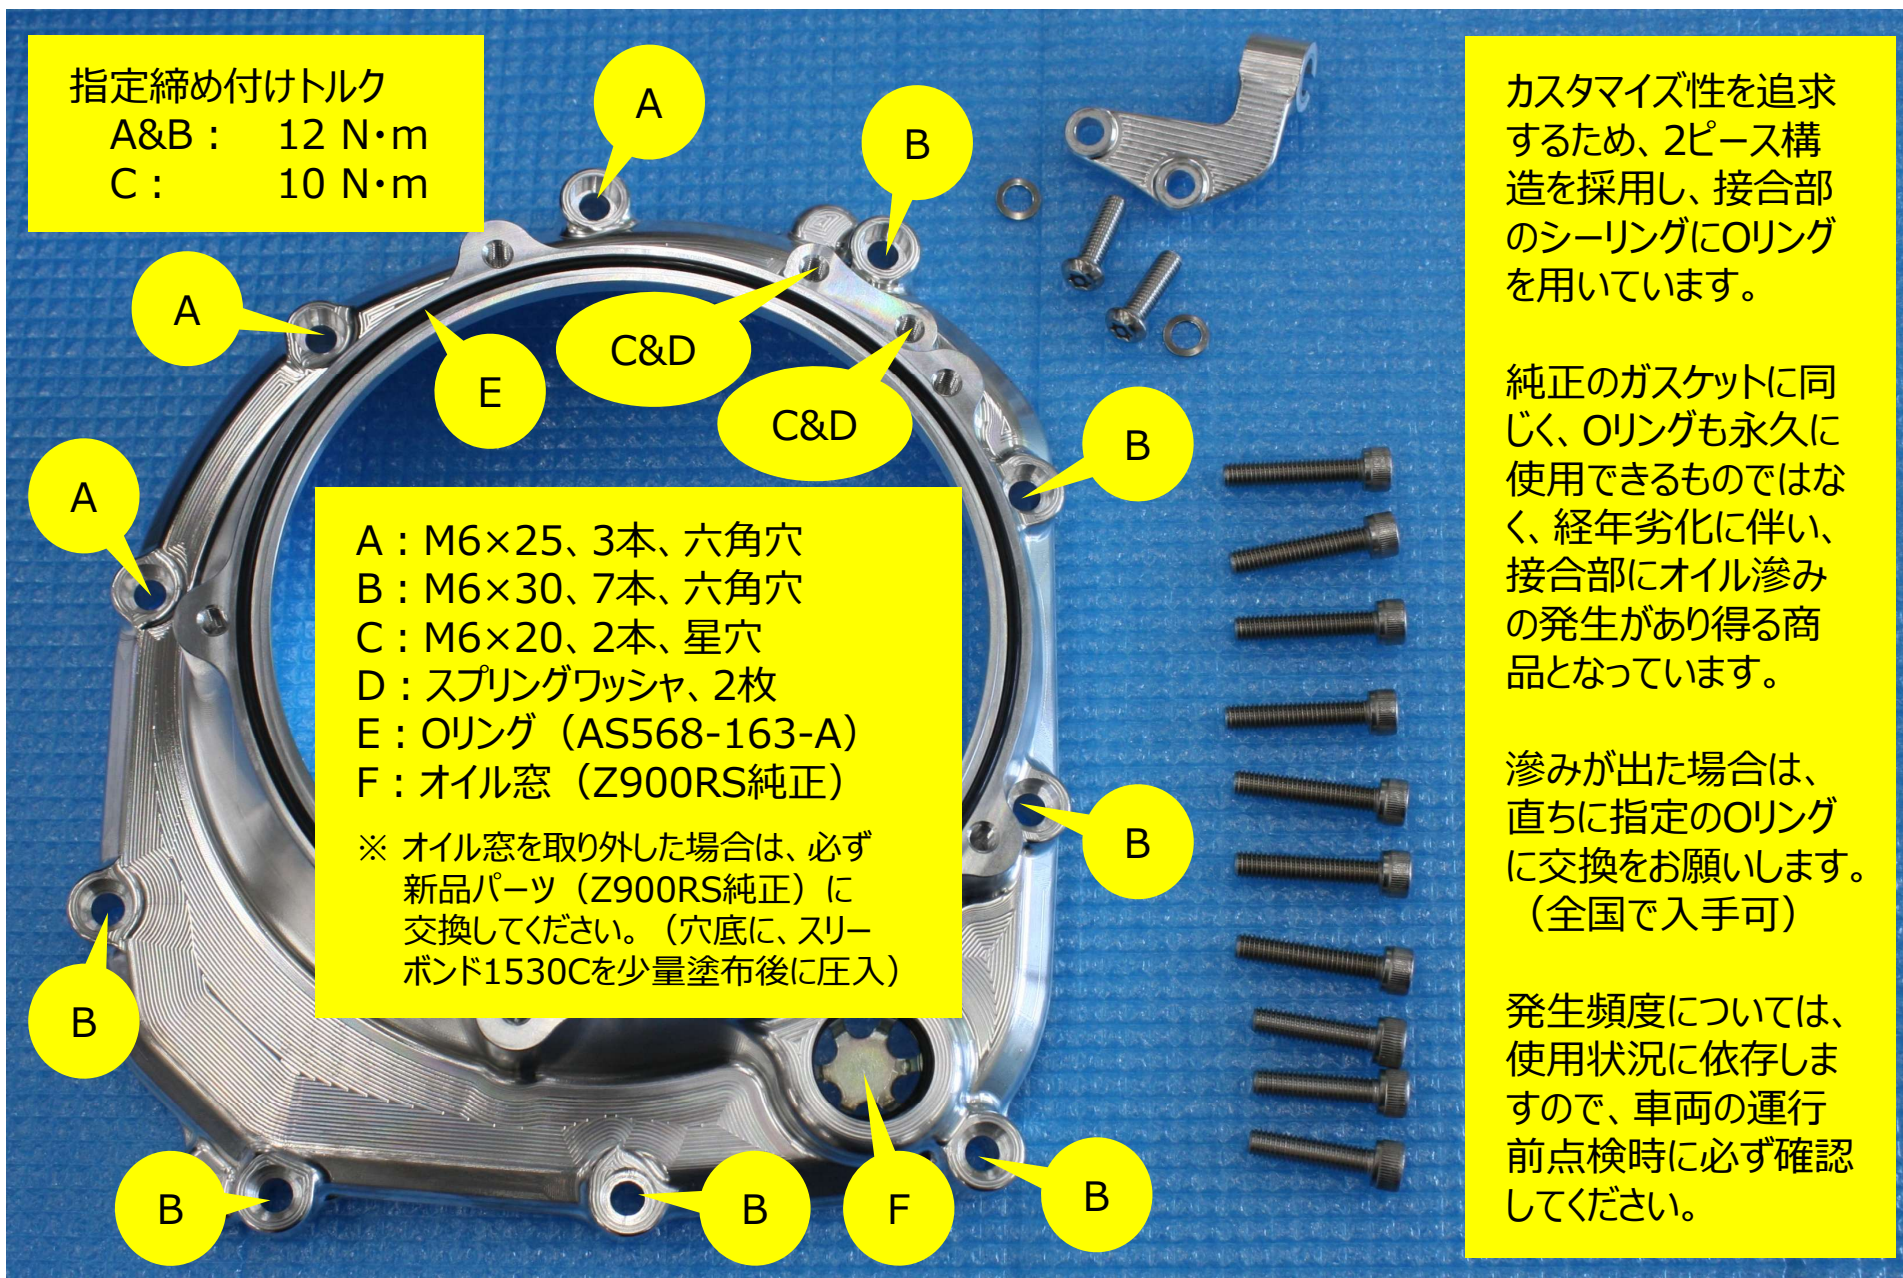 指定締め付けトルク
A&B： 12 N・m
C： 10 N・m
A
B
A
C&D
E
C&D
B
A
A：M6×25、3本、六角穴
B：M6×30、7本、六角穴
C：M6×20、2本、星穴
D：スプリングワッシャ、2枚
E：Oリング（AS568-163-A）
F：オイル窓（Z900RS純正）
※ オイル窓を取り外した場合は、必ず
新品パーツ（Z900RS純正）に
交換してください。（穴底に、スリー
ボンド1530Cを少量塗布後に圧入）
B
B
B
B
F
B
カスタマイズ性を追求
するため、2ピース構
造を採用し、接合部
のシーリングにOリング
を用いています。
純正のガスケットに同
じく、Oリングも永久に
使用できるものではな
く、経年劣化に伴い、
接合部にオイル滲み
の発生があり得る商
品となっています。
滲みが出た場合は、
直ちに指定のOリング
に交換をお願いします。
（全国で入手可）
発生頻度については、
使用状況に依存しま
すので、車両の運行
前点検時に必ず確認
してください。